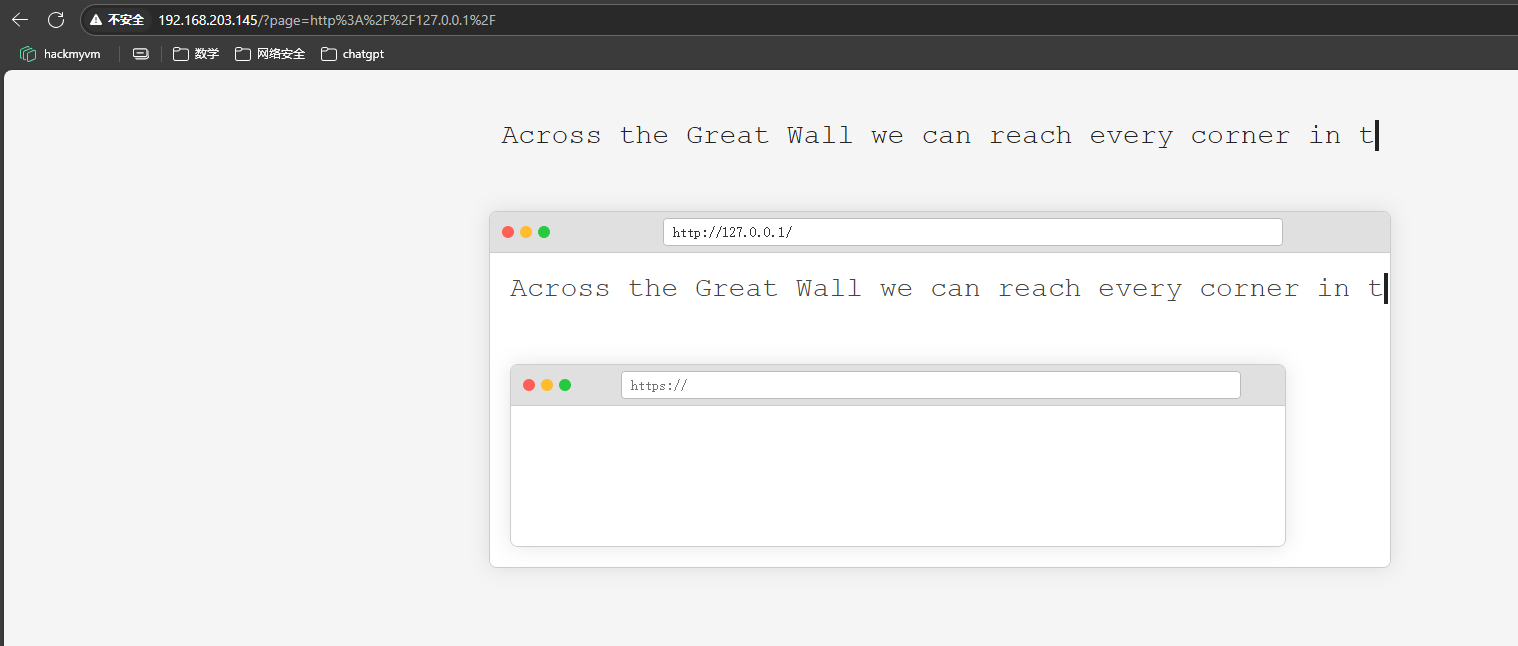 不安全 192.168.203.145/?page=http%3A%2F%2F127.0.0.1%2F
hackmyvm 数学 网络安全 chatgpt
Across the Great Wall we can reach every corner in t
http://127.0.0.1/
Across the Great Wall we can reach every corner in t
https://